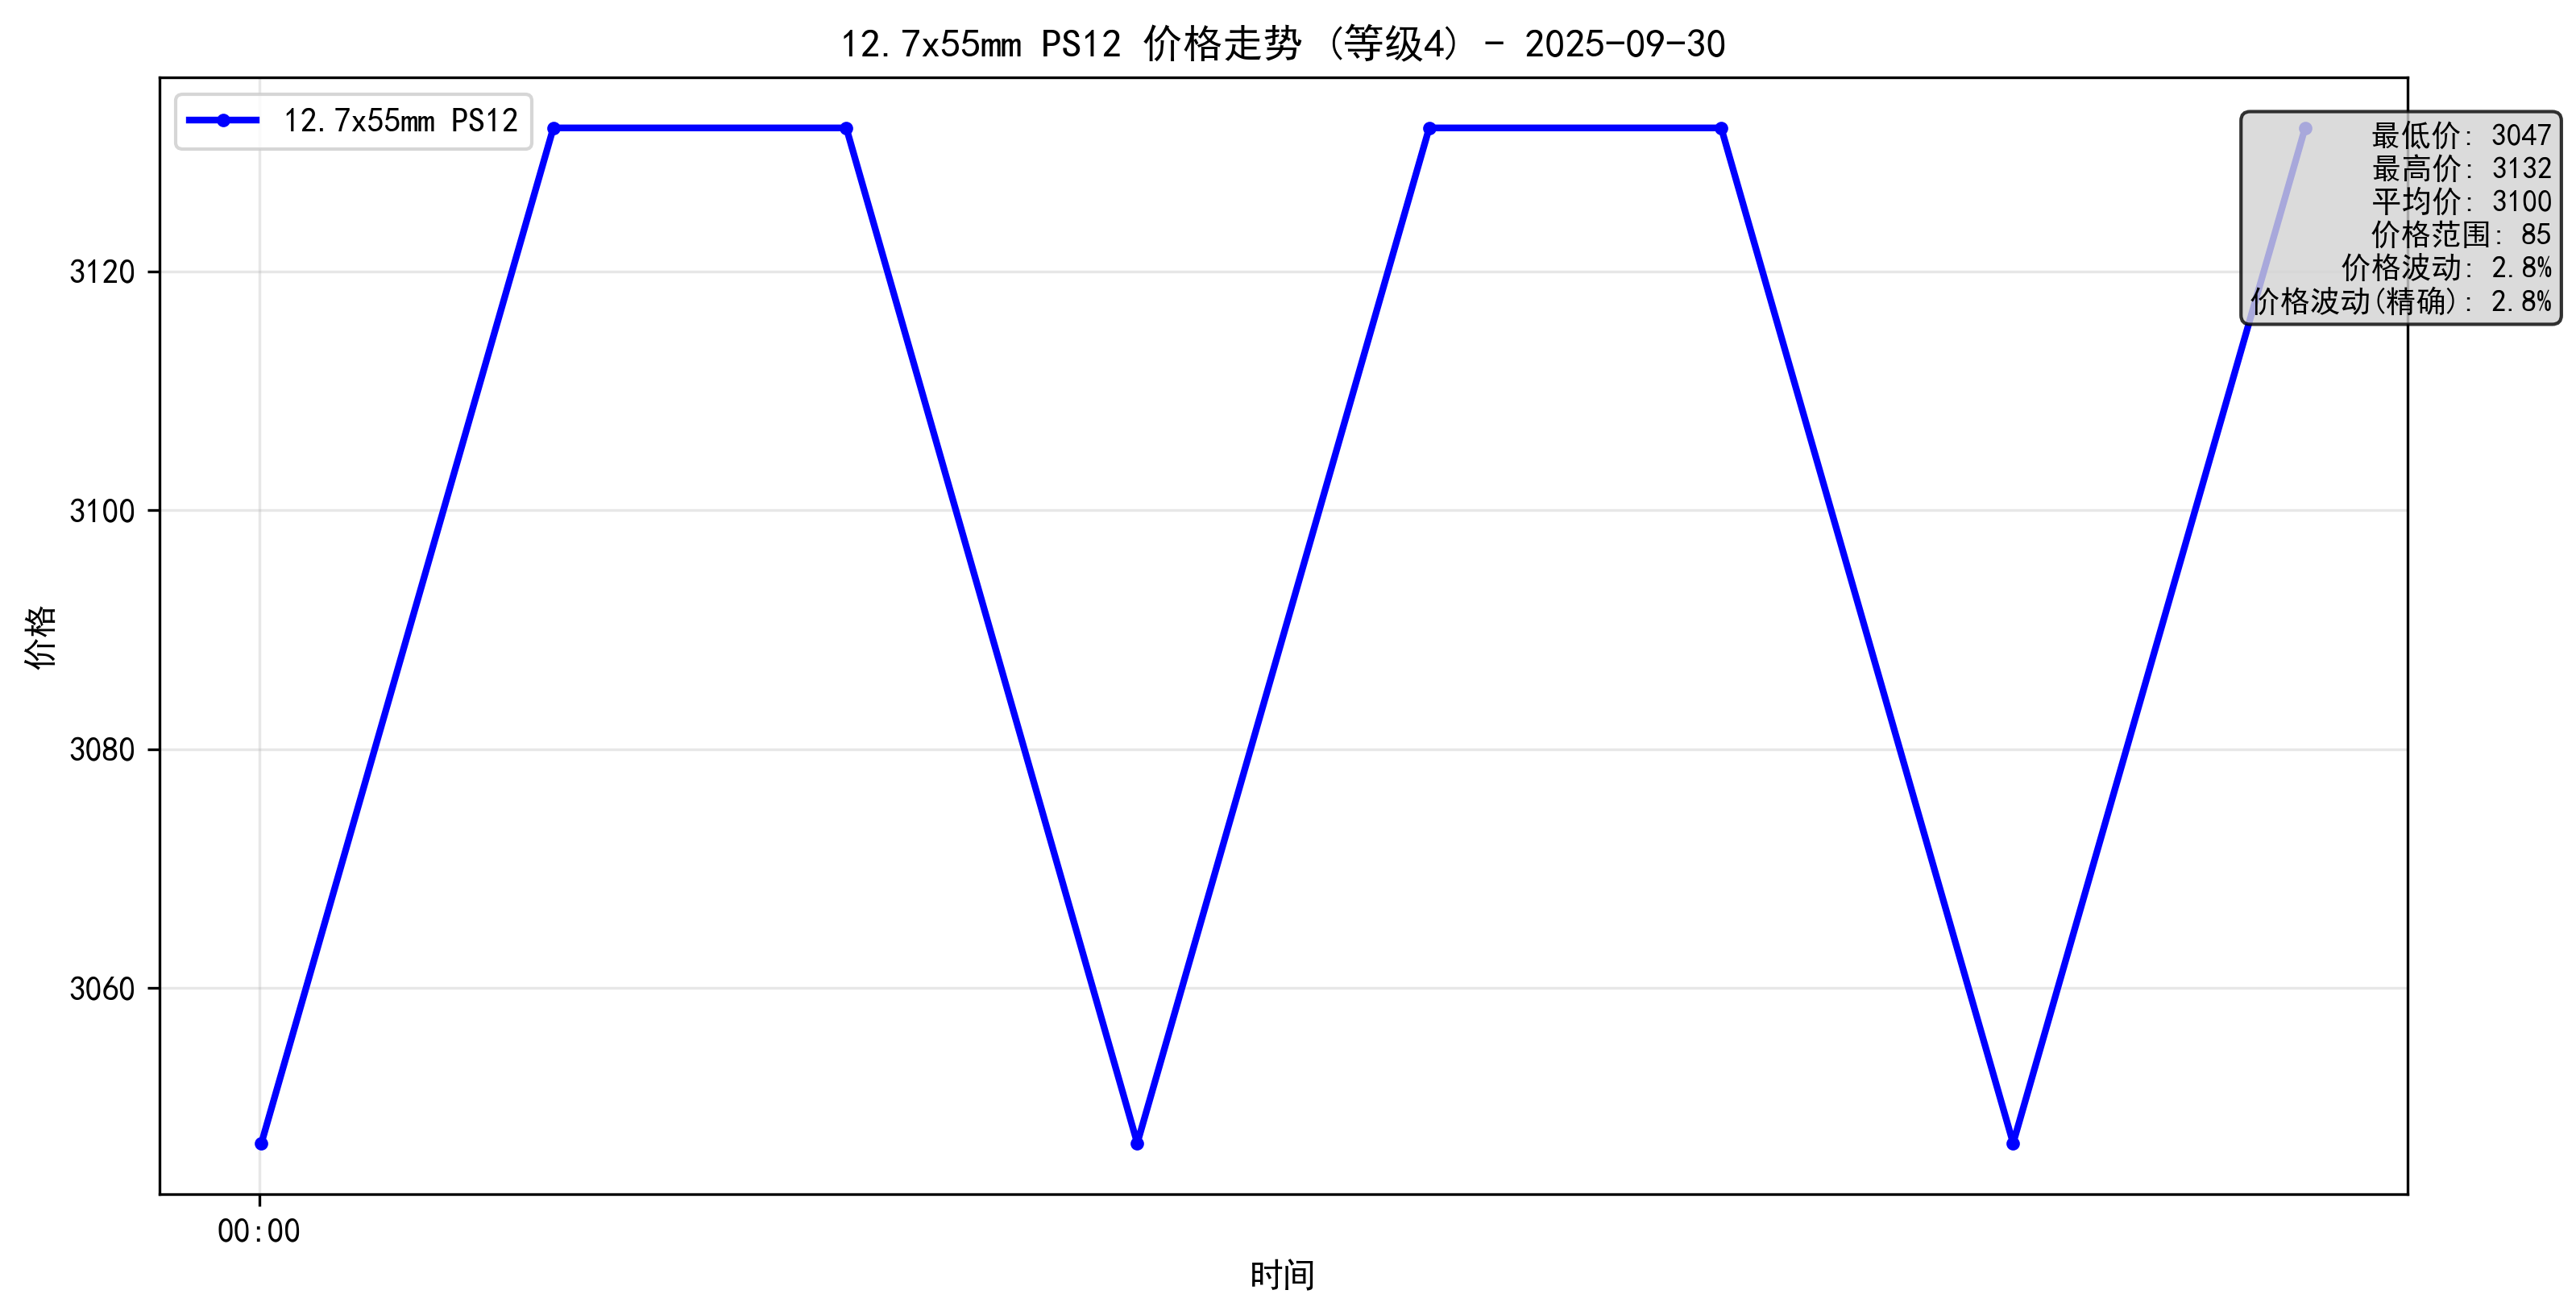 12.7x55mm PS12 价格走势 (等级4) - 2025-09-30
12.7x55mm PS12
最低价: 3047
最高价: 3132
平均价: 3100
价格范围: 85
价格波动: 2.8%
价格波动(精确): 2.8%
3120
3100
3080
3060
价格
00:00
时间